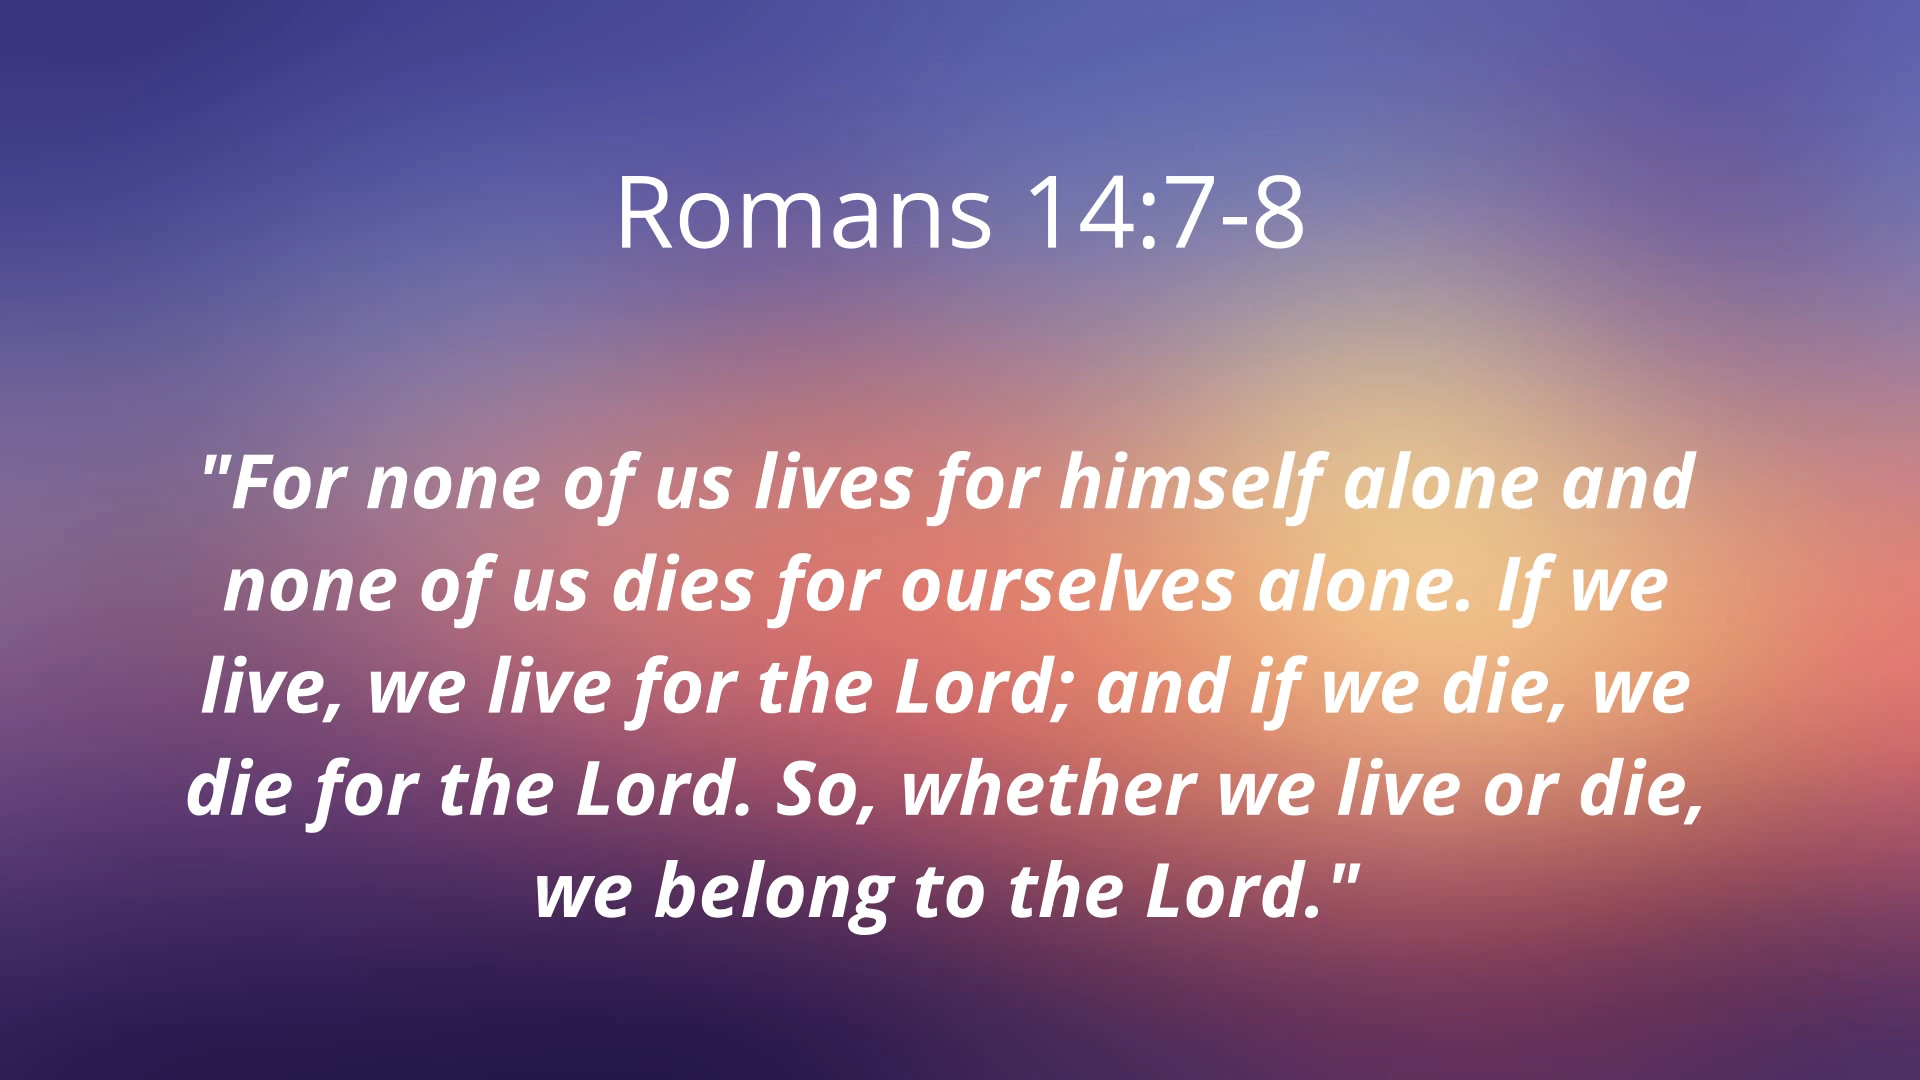 Romans 14:7-8
"For none of us lives for himself alone and
none of us dies for ourselves alone. If we
live, we live for the Lord; and if we die, we
die for the Lord. So, whether we live or die,
we belong to the Lord."